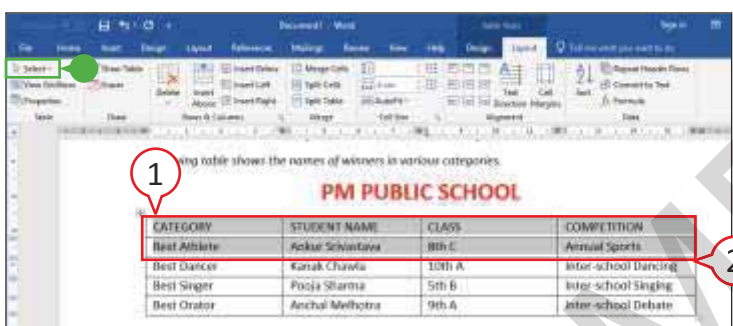 Document1 - Word
Table Tools
Sign in
File Home Insert Design Layout References Mailings Review View Help Design Layout Tell me what you want to do
Select Draw Table Insert Below Merge Cells Repeat Header Rows
View Gridlines Eraser Delete Insert Above Insert Left Split Cells Text Direction Cell Margins Sort Convert to Text
Properties Insert Right Split Table AutoFit Formula
Table Draw Rows & Columns Merge Cell Size Alignment Data
1
wing table shows the names of winners in various categories.
PM PUBLIC SCHOOL
CATEGORY STUDENT NAME CLASS COMPETITION
Best Athlete Ankur Srivastava 8th C Annual Sports
2
Best Dancer Kanak Chawla 10th A Inter-school Dancing
Best Singer Pooja Sharma 5th B Inter-school Singing
Best Orator Anchal Malhotra 9th A Inter-school Debate